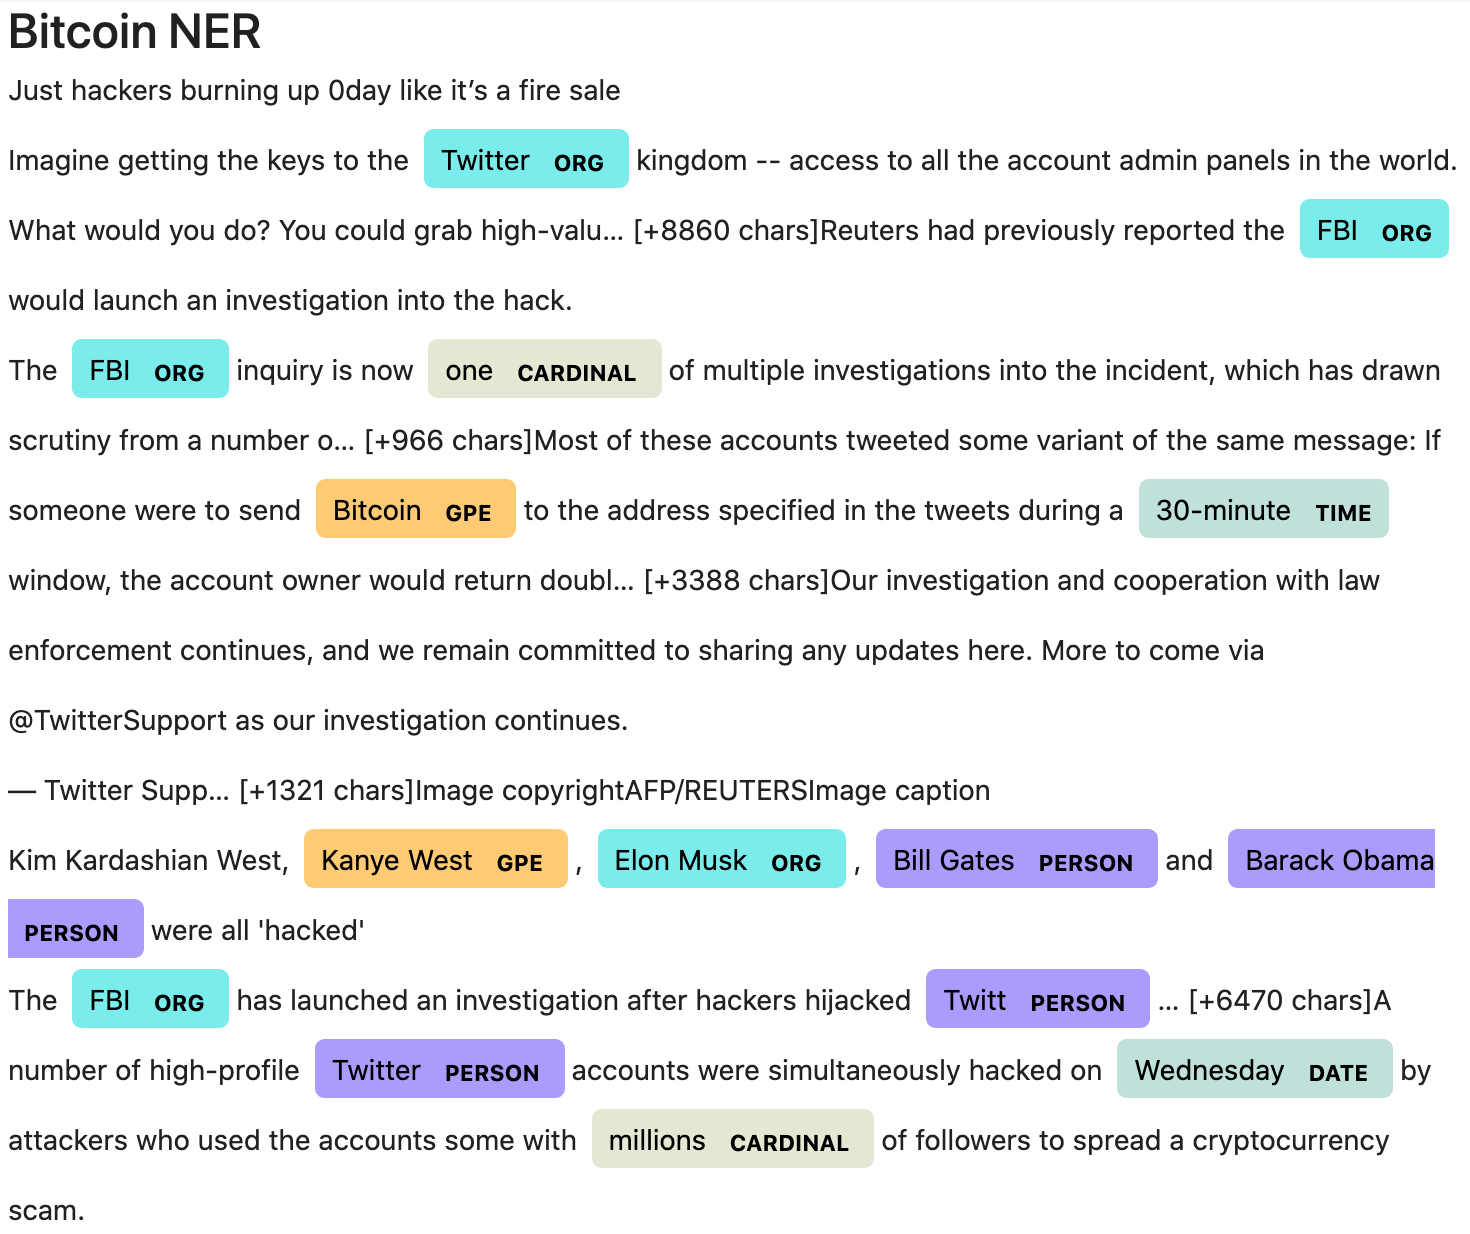 Bitcoin NER
Just hackers burning up 0day like it’s a fire sale
Imagine getting the keys to the Twitter ORG kingdom -- access to all the account admin panels in the world.
What would you do? You could grab high-valu… [+8860 chars]Reuters had previously reported the FBI ORG
would launch an investigation into the hack.
The FBI ORG inquiry is now one CARDINAL of multiple investigations into the incident, which has drawn
scrutiny from a number o… [+966 chars]Most of these accounts tweeted some variant of the same message: If
someone were to send Bitcoin GPE to the address specified in the tweets during a 30-minute TIME
window, the account owner would return doubl… [+3388 chars]Our investigation and cooperation with law
enforcement continues, and we remain committed to sharing any updates here. More to come via
@TwitterSupport as our investigation continues.
— Twitter Supp… [+1321 chars]Image copyrightAFP/REUTERSImage caption
Kim Kardashian West, Kanye West GPE , Elon Musk ORG , Bill Gates PERSON and Barack Obama
PERSON were all 'hacked'
The FBI ORG has launched an investigation after hackers hijacked Twitt PERSON … [+6470 chars]A
number of high-profile Twitter PERSON accounts were simultaneously hacked on Wednesday DATE by
attackers who used the accounts some with millions CARDINAL of followers to spread a cryptocurrency
scam.